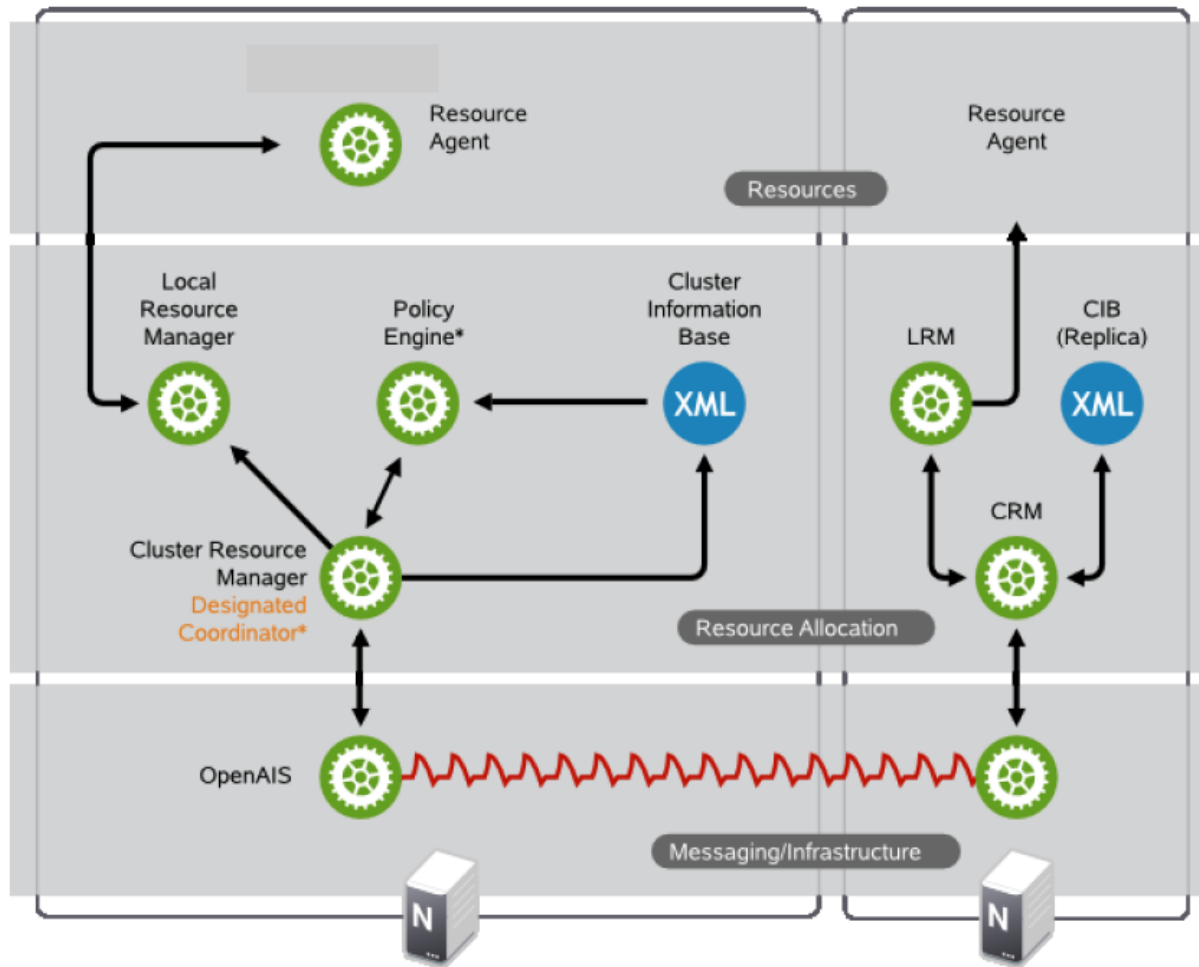 Resource
Agent
Resource
Agent
Resources
Local
Resource
Manager
Policy
Engine*
Cluster
Information
Base
LRM
CIB
(Replica)
XML
XML
CRM
Cluster Resource
Manager
Designated
Coordinator*
Resource Allocation
OpenAIS
Messaging/Infrastructure
N
N